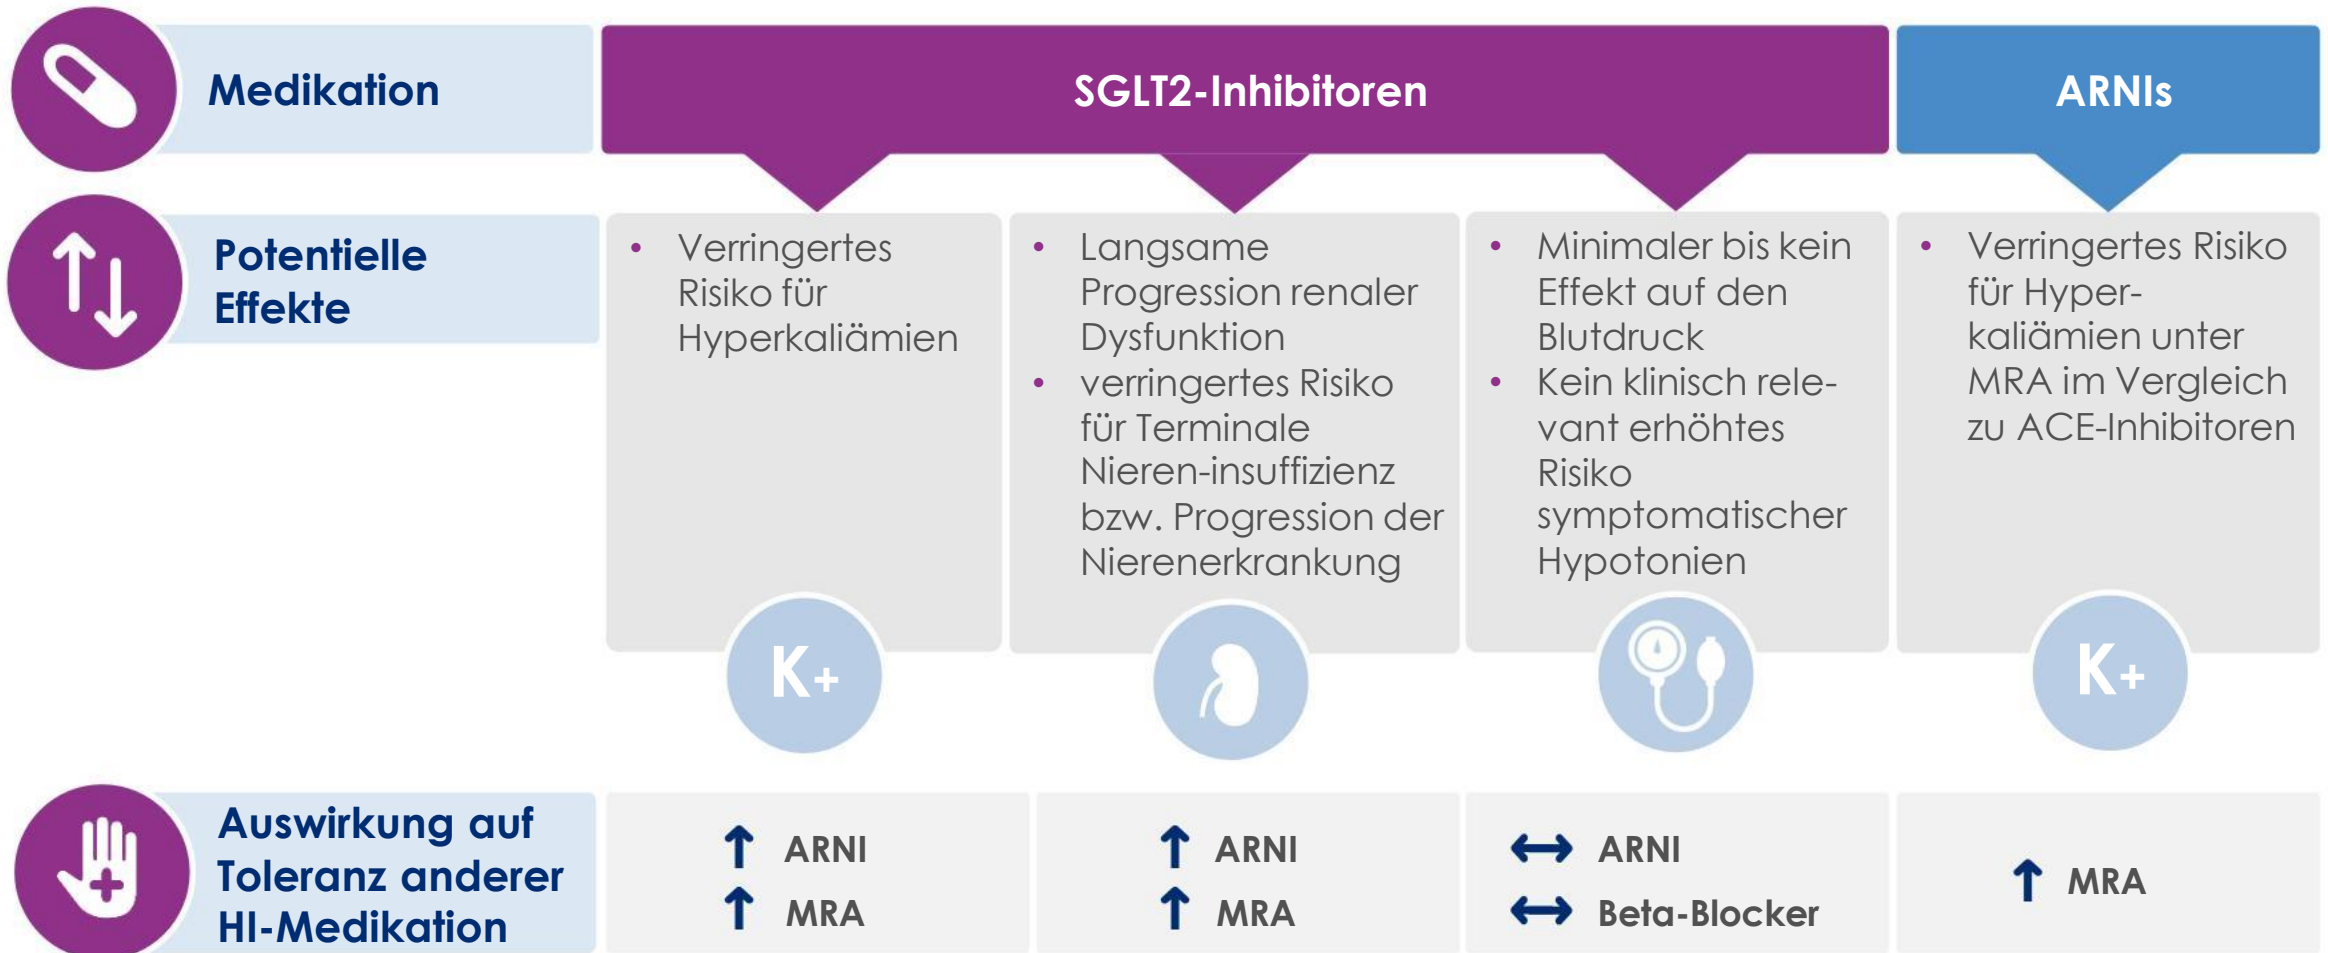 Medikation
SGLT2-Inhibitoren
ARNIs
Potentielle
Effekte
• Verringertes
Risiko für
Hyperkaliämien
• Langsame
Progression renaler
Dysfunktion
• verringertes Risiko
für Terminale
Nieren-insuffizienz
bzw. Progression der
Nierenerkrankung
• Minimaler bis kein
Effekt auf den
Blutdruck
• Kein klinisch rele-
vant erhöhtes
Risiko
symptomatischer
Hypotonien
• Verringertes Risiko
für Hyper-
kaliämien unter
MRA im Vergleich
zu ACE-Inhibitoren
K+
K+
Auswirkung auf
Toleranz anderer
HI-Medikation
↑ ARNI
↑ MRA
↑ ARNI
↑ MRA
↔ ARNI
↔ Beta-Blocker
↑ MRA